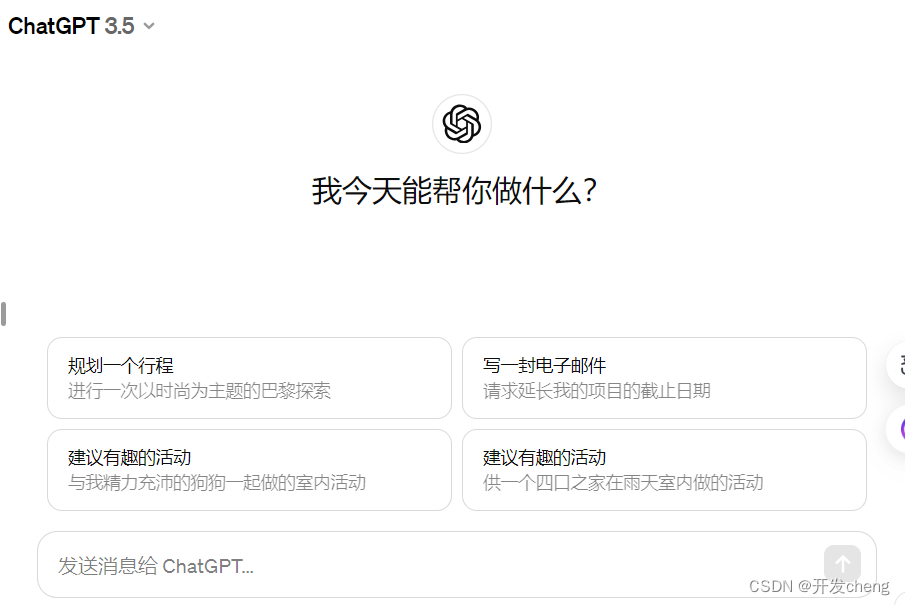 ChatGPT 3.5
我今天能帮你做什么？
规划一个行程
进行一次以时尚为主题的巴黎探索
写一封电子邮件
请求延长我的项目的截止日期
建议有趣的活动
与我精力充沛的狗狗一起做的室内活动
建议有趣的活动
供一个四口之家在雨天室内做的活动
发送消息给 ChatGPT...
CSDN @开发cheng